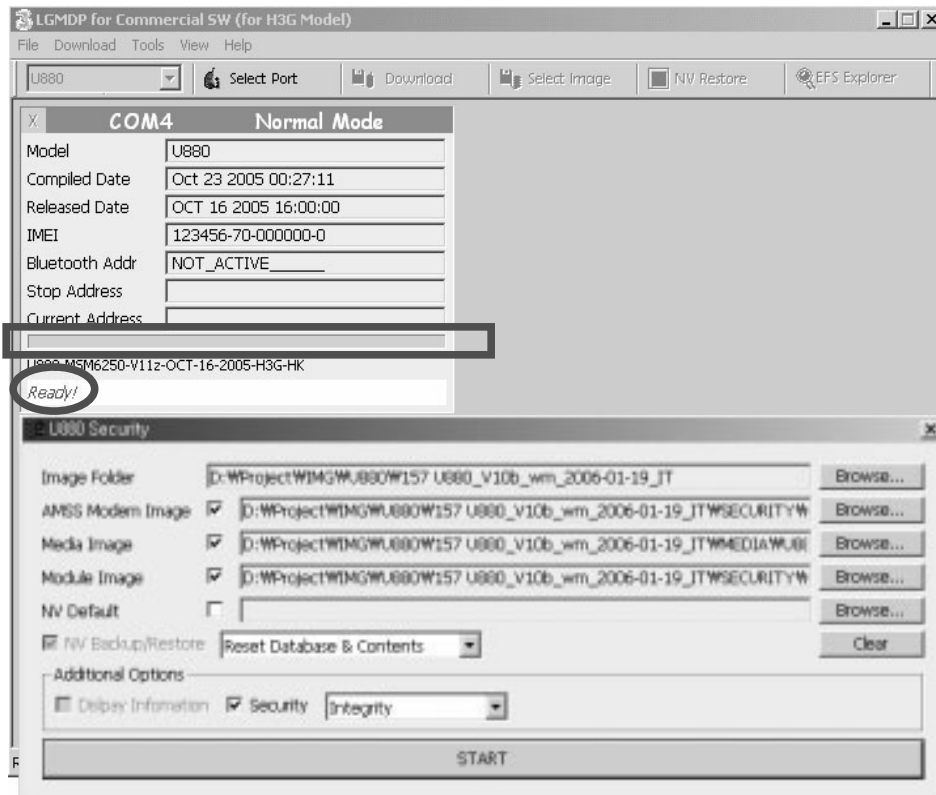 LGMDP for Commercial SW (for H3G Model)
File Download Tools View Help
U880 Select Port Download Select Image NV Restore EFS Explorer
X COM4 Normal Mode
Model U880
Compiled Date Oct 23 2005 00:27:11
Released Date OCT 16 2005 16:00:00
IMEI 123456-70-000000-0
Bluetooth Addr NOT_ACTIVE______
Stop Address
Current Address
U880-MSM6250-V11z-OCT-16-2005-H3G-HK
Ready!
U880 Security
Image Folder D:₩Project₩IMG₩U880₩157 U880_V10b_wm_2006-01-19_IT Browse...
AMSS Modem Image D:₩Project₩IMG₩U880₩157 U880_V10b_wm_2006-01-19_IT₩SECURITY₩ Browse...
Media Image D:₩Project₩IMG₩U880₩157 U880_V10b_wm_2006-01-19_IT₩MEDIA₩U88 Browse...
Module Image D:₩Project₩IMG₩U880₩157 U880_V10b_wm_2006-01-19_IT₩SECURITY₩ Browse...
NV Default Browse...
NV Backup/Restore Reset Database & Contents Clear
Additional Options
Delpay Infomation Security Integrity
START
R